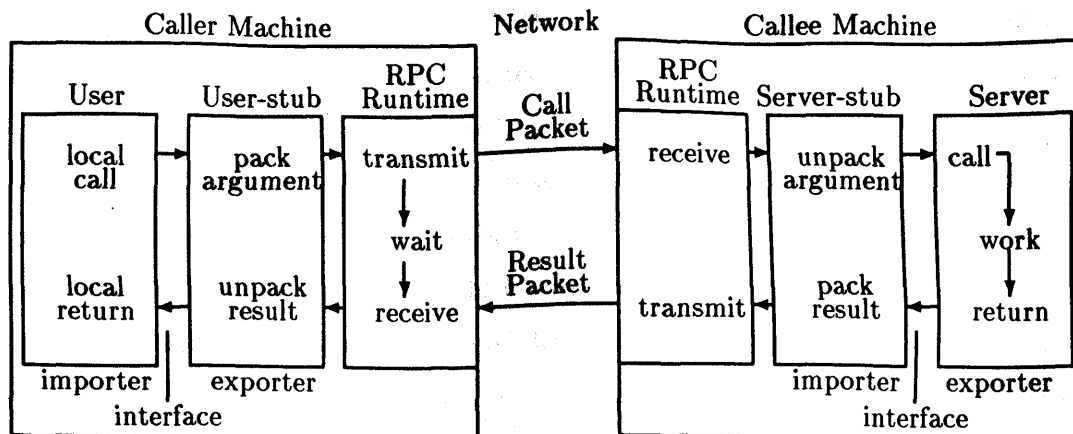 Caller Machine
Network
Callee Machine
User
User-stub
RPC
Runtime
Call
Packet
RPC
Runtime
Server-stub
Server
local
call
pack
argument
transmit
receive
unpack
argument
call
wait
Result
Packet
work
local
return
unpack
result
receive
transmit
pack
result
return
importer
exporter
importer
exporter
interface
interface